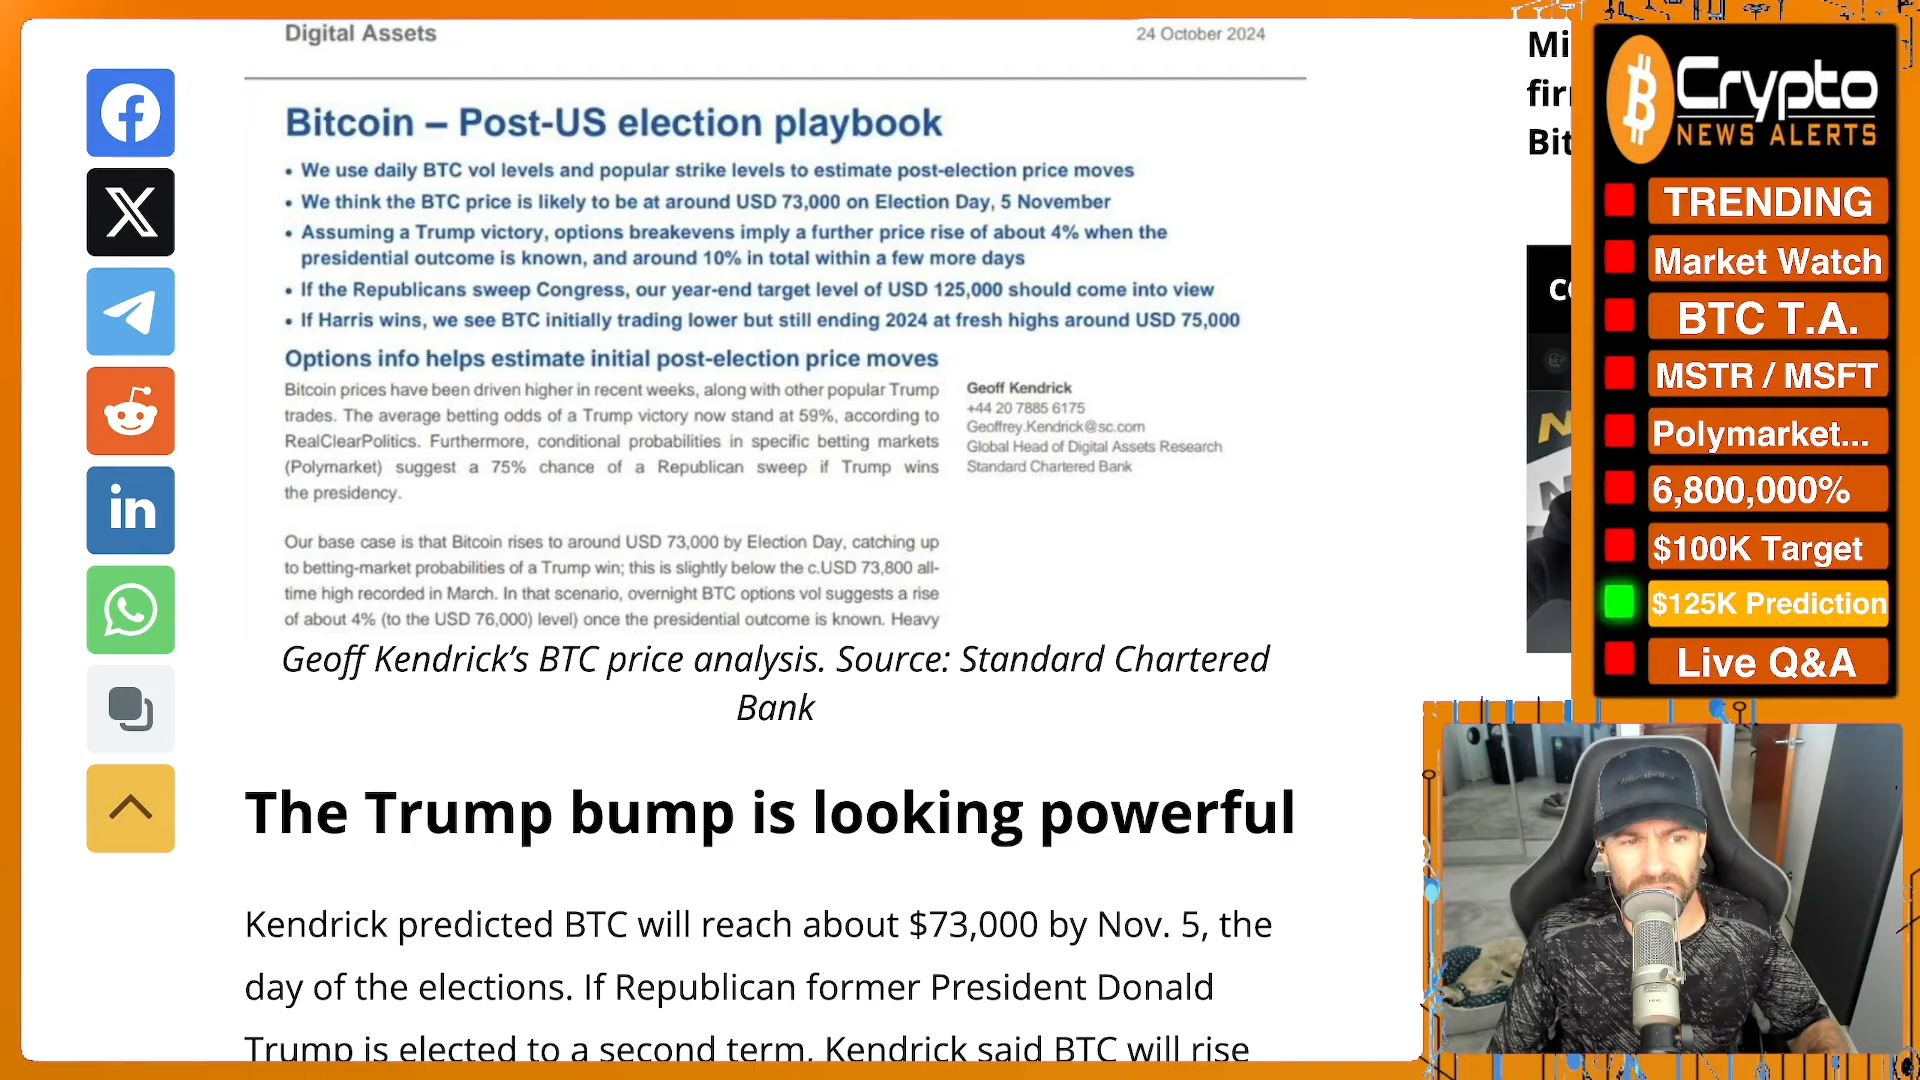 Digital Assets
24 October 2024
Bitcoin – Post-US election playbook
• We use daily BTC vol levels and popular strike levels to estimate post-election price moves
• We think the BTC price is likely to be at around USD 73,000 on Election Day, 5 November
• Assuming a Trump victory, options breakevens imply a further price rise of about 4% when the
presidential outcome is known, and around 10% in total within a few more days
• If the Republicans sweep Congress, our year-end target level of USD 125,000 should come into view
• If Harris wins, we see BTC initially trading lower but still ending 2024 at fresh highs around USD 75,000
Options info helps estimate initial post-election price moves
Bitcoin prices have been driven higher in recent weeks, along with other popular Trump
trades. The average betting odds of a Trump victory now stand at 59%, according to
RealClearPolitics. Furthermore, conditional probabilities in specific betting markets
(Polymarket) suggest a 75% chance of a Republican sweep if Trump wins
the presidency.
Our base case is that Bitcoin rises to around USD 73,000 by Election Day, catching up
to betting-market probabilities of a Trump win; this is slightly below the c.USD 73,800 all-
time high recorded in March. In that scenario, overnight BTC options vol suggests a rise
of about 4% (to the USD 76,000) level) once the presidential outcome is known. Heavy
Geoff Kendrick
+44 20 7885 6175
Geoffrey.Kendrick@sc.com
Global Head of Digital Assets Research
Standard Chartered Bank
Geoff Kendrick's BTC price analysis. Source: Standard Chartered
Bank
The Trump bump is looking powerful
Kendrick predicted BTC will reach about $73,000 by Nov. 5, the
day of the elections. If Republican former President Donald
Trump is elected to a second term, Kendrick said BTC will rise
Mi
fir
Bit
Crypto
NEWS ALERTS
TRENDING
Market Watch
BTC T.A.
MSTR / MSFT
Polymarket...
6,800,000%
$100K Target
$125K Prediction
Live Q&A